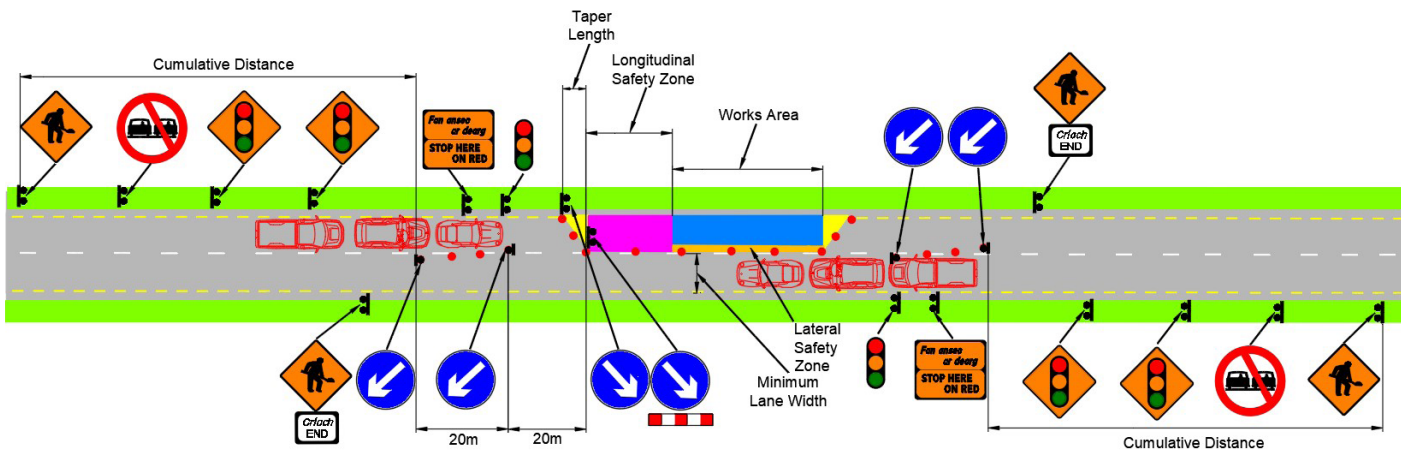 Taper
Length
Longitudinal
Safety Zone
Cumulative Distance
Works Area
Fan anseo
ar dearg
STOP HERE
ON RED
Críoch
END
Lateral
Safety
Zone
Minimum
Lane Width
Críoch
END
Fan anseo
ar dearg
STOP HERE
ON RED
20m
20m
Cumulative Distance